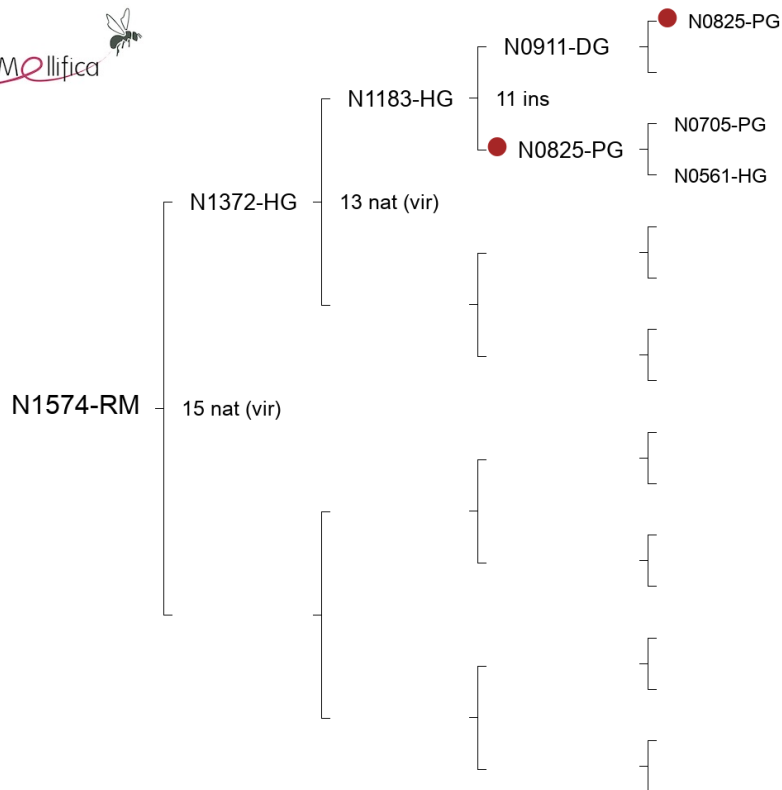 Mellifica
N0825-PG
N0911-DG
N1183-HG
11 ins
N0705-PG
N0825-PG
N0561-HG
N1372-HG
13 nat (vir)
N1574-RM
15 nat (vir)